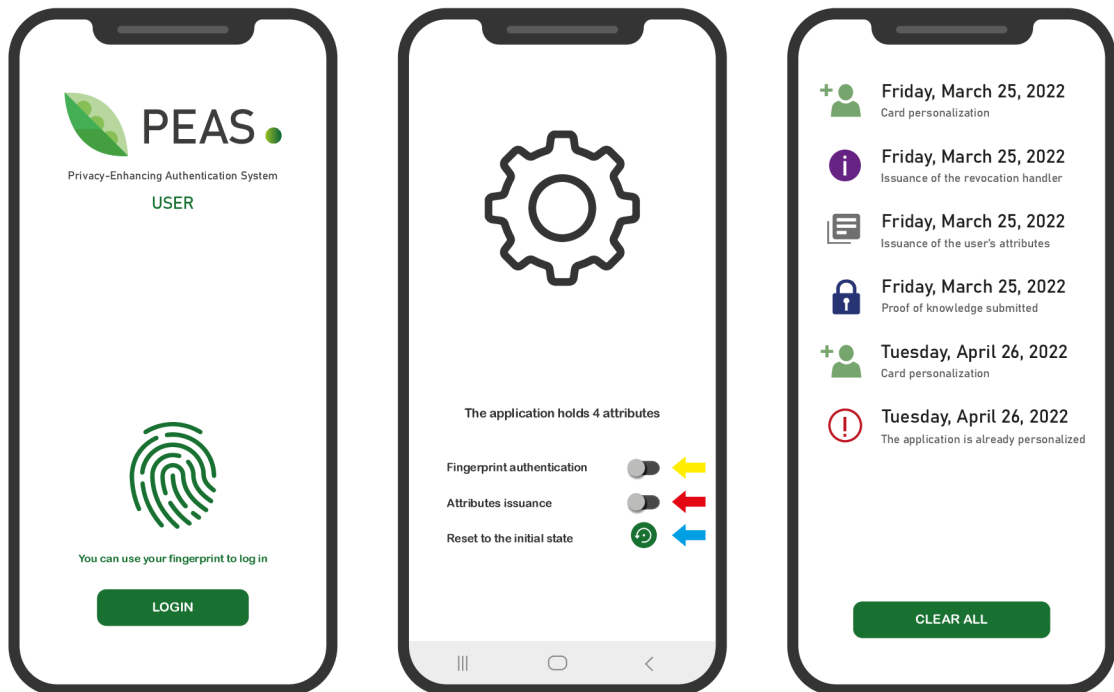 PEAS
Privacy-Enhancing Authentication System
USER
You can use your fingerprint to log in
LOGIN
The application holds 4 attributes
Fingerprint authentication
Attributes issuance
Reset to the initial state
Friday, March 25, 2022
Card personalization
Friday, March 25, 2022
Issuance of the revocation handler
Friday, March 25, 2022
Issuance of the user's attributes
Friday, March 25, 2022
Proof of knowledge submitted
Tuesday, April 26, 2022
Card personalization
Tuesday, April 26, 2022
The application is already personalized
CLEAR ALL